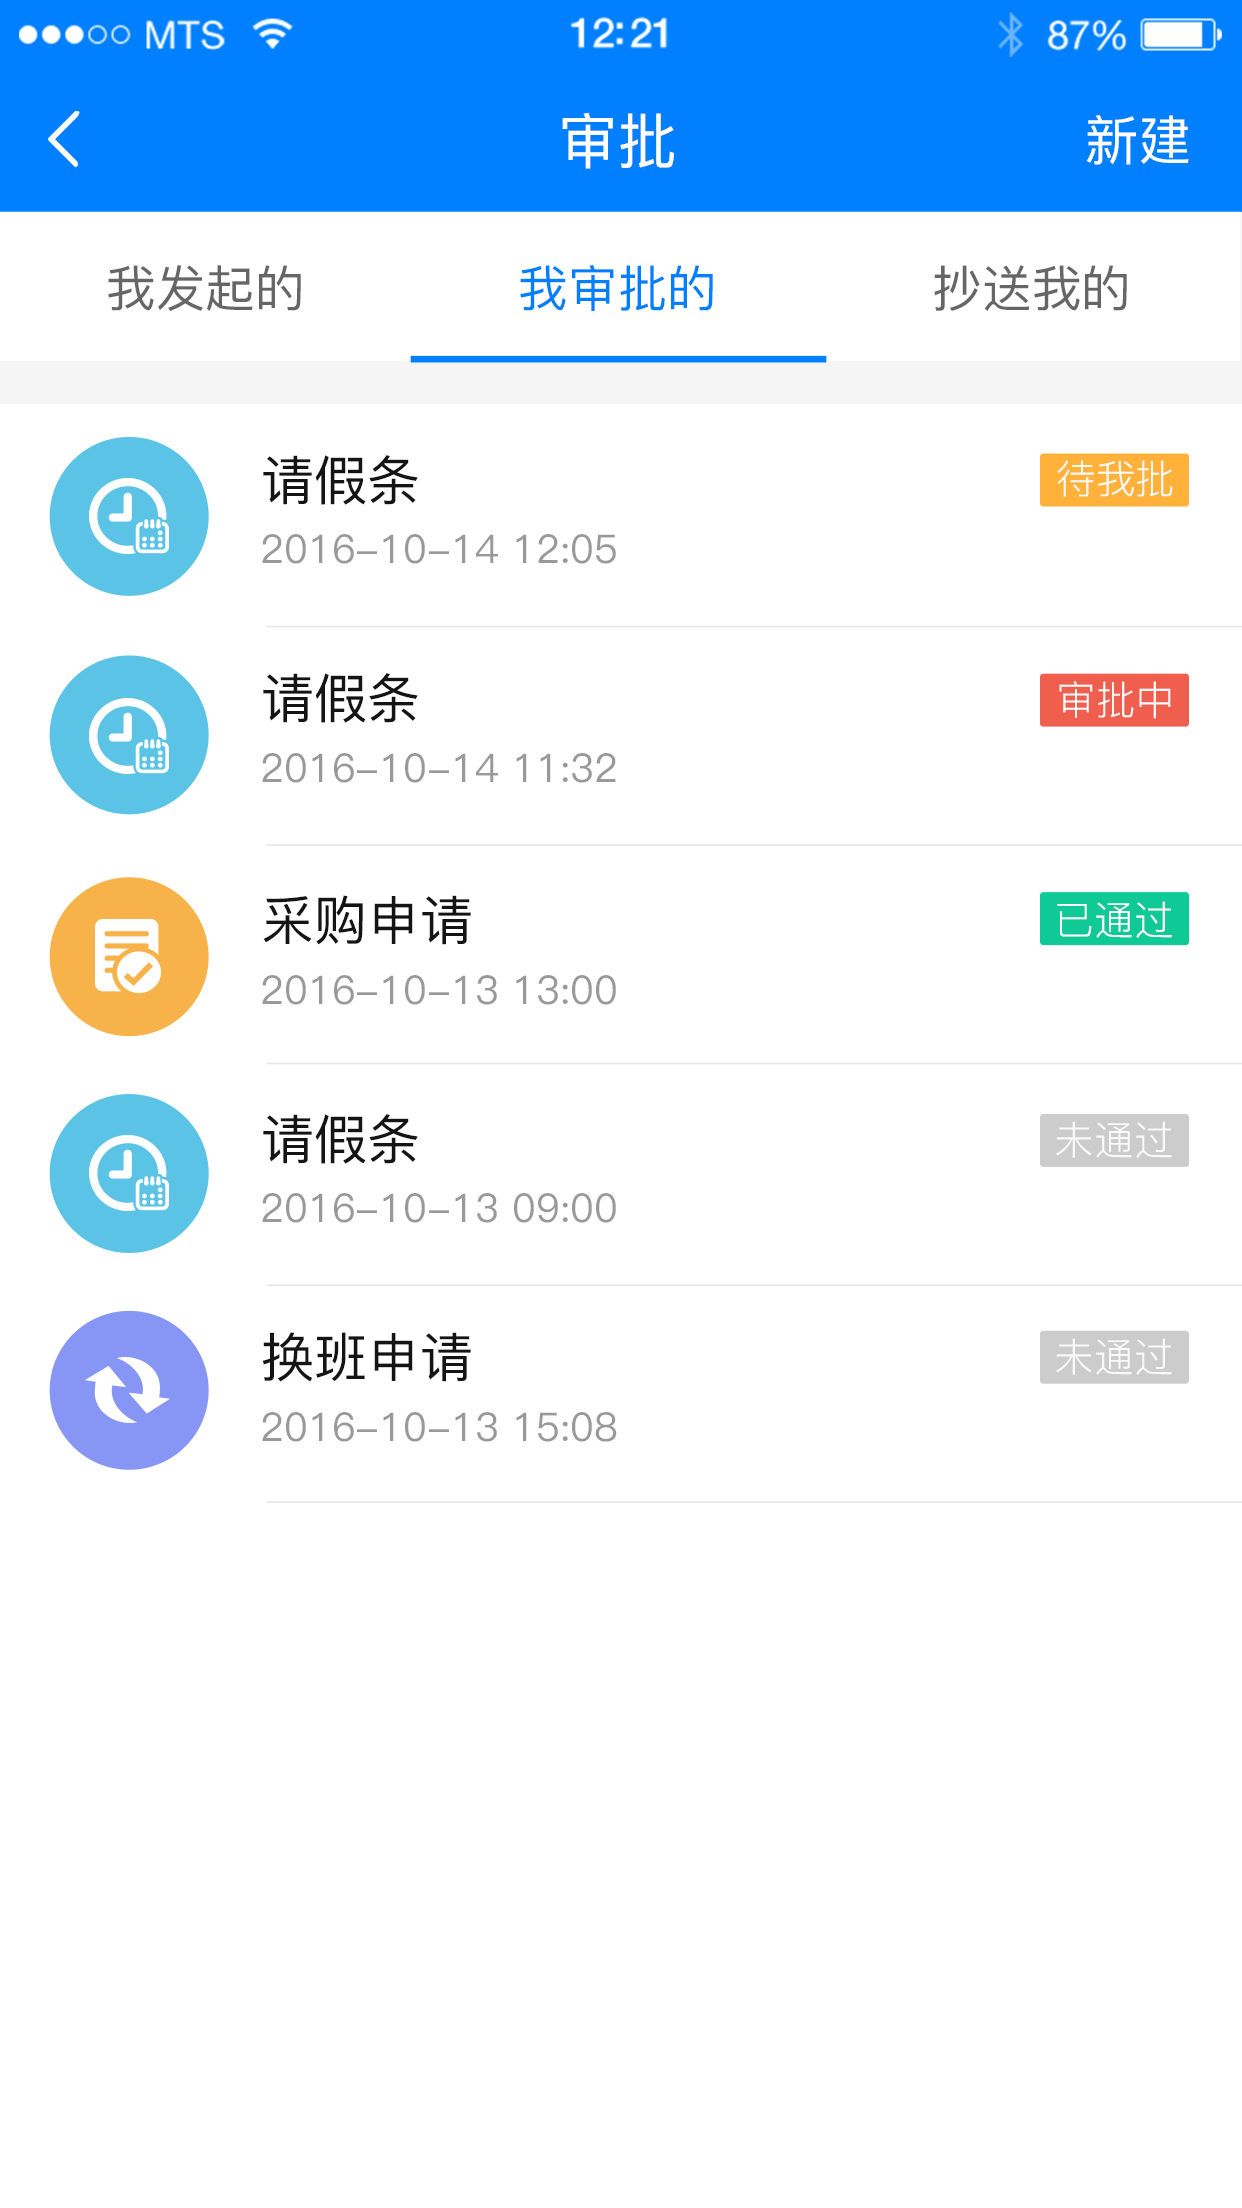 MTS 12:21 87%
审批 新建
我发起的 我审批的 抄送我的
请假条 待我批
2016-10-14 12:05
请假条 审批中
2016-10-14 11:32
采购申请 已通过
2016-10-13 13:00
请假条 未通过
2016-10-13 09:00
换班申请 未通过
2016-10-13 15:08